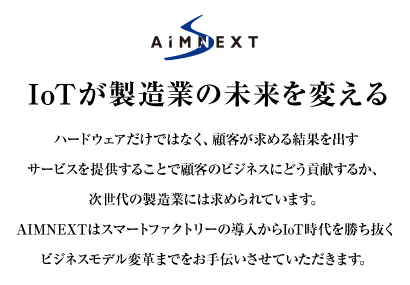 AiMNEXT
IoTが製造業の未来を変える
ハードウェアだけではなく、顧客が求める結果を出す
サービスを提供することで顧客のビジネスにどう貢献するか、
次世代の製造業には求められています。
AIMNEXTはスマートファクトリーの導入からIoT時代を勝ち抜く
ビジネスモデル変革までをお手伝いさせていただきます。